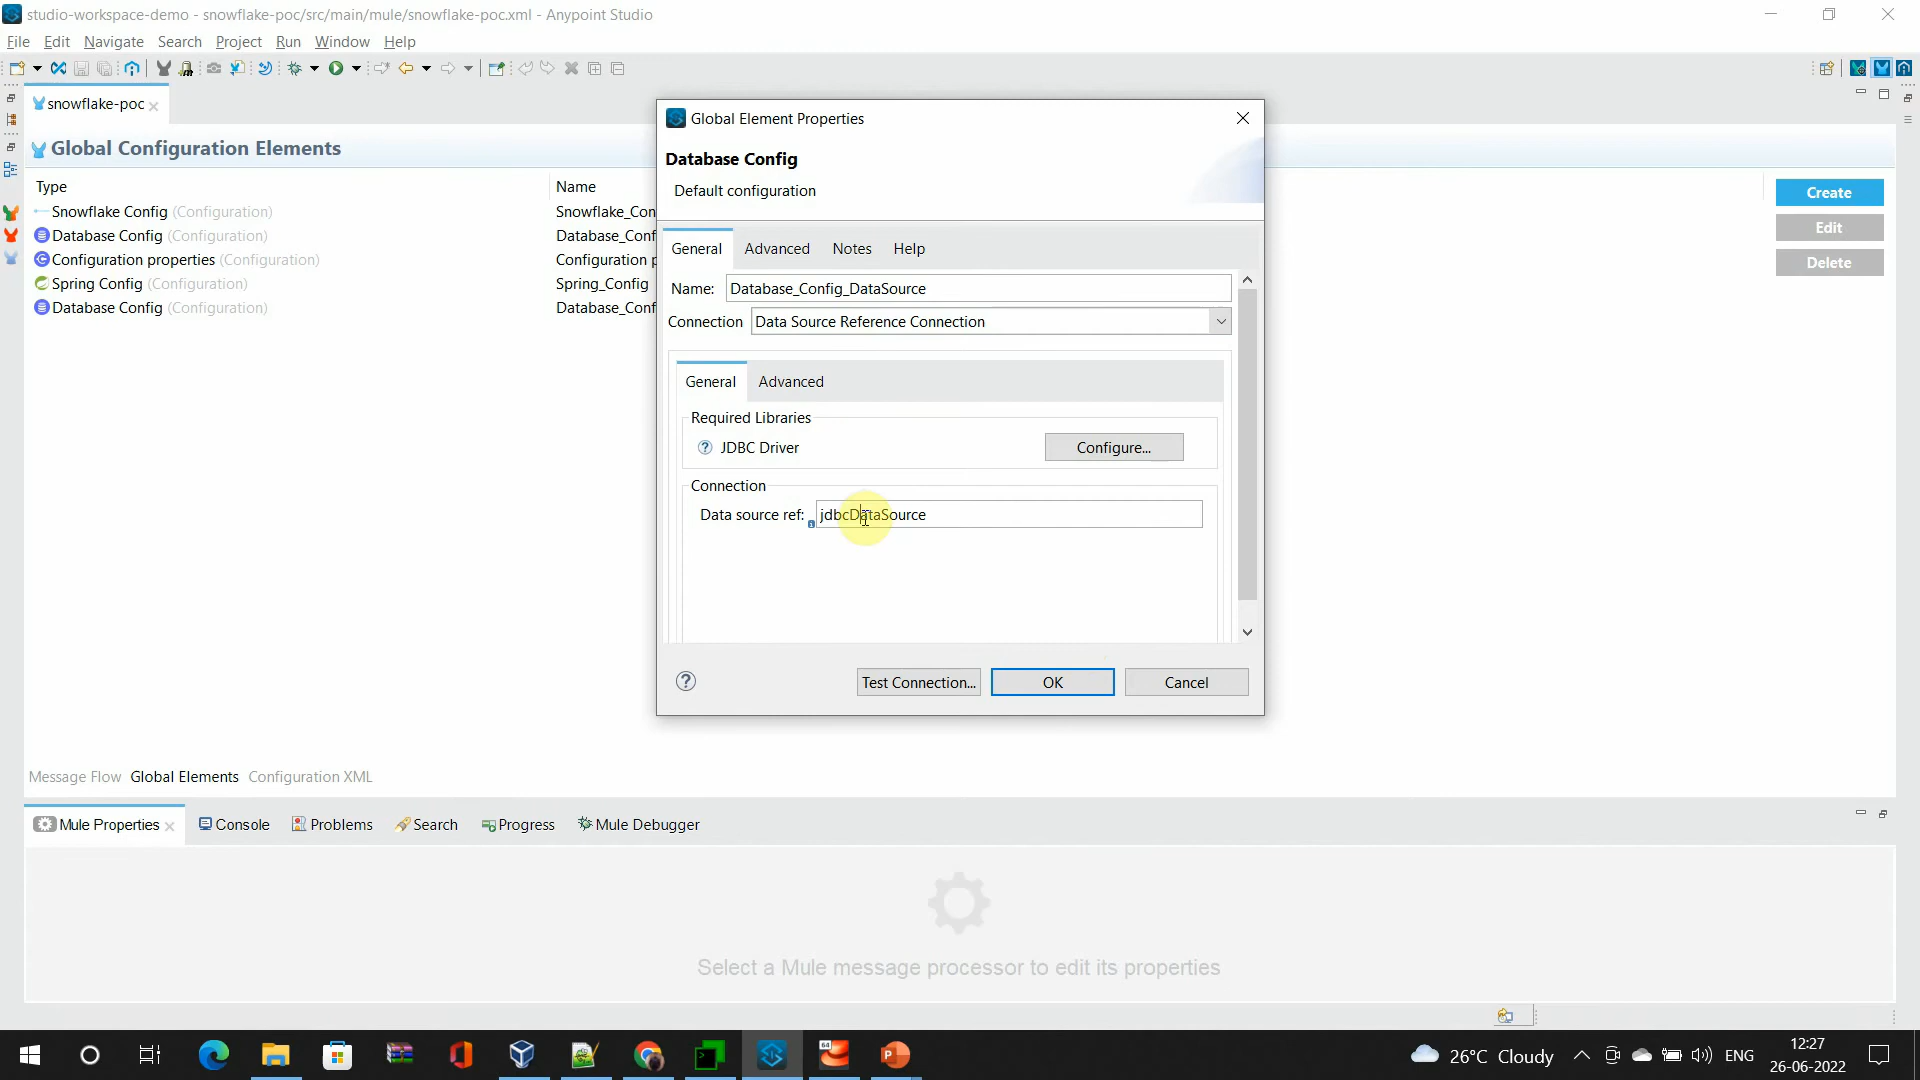 studio-workspace-demo - snowflake-poc/src/main/mule/snowflake-poc.xml - Anypoint Studio
File Edit Navigate Search Project Run Window Help
snowflake-poc
Global Configuration Elements
Type Name
Snowflake Config (Configuration) Snowflake_Con
Database Config (Configuration) Database_Conf
Configuration properties (Configuration) Configuration p
Spring Config (Configuration) Spring_Config
Database Config (Configuration) Database_Conf
Create
Edit
Delete
Global Element Properties
Database Config
Default configuration
General Advanced Notes Help
Name: Database_Config_DataSource
Connection Data Source Reference Connection
General Advanced
Required Libraries
JDBC Driver Configure...
Connection
Data source ref: jdbcDataSource
Test Connection... OK Cancel
Message Flow Global Elements Configuration XML
Mule Properties Console Problems Search Progress Mule Debugger
Select a Mule message processor to edit its properties
26°C Cloudy ENG
12:27
26-06-2022